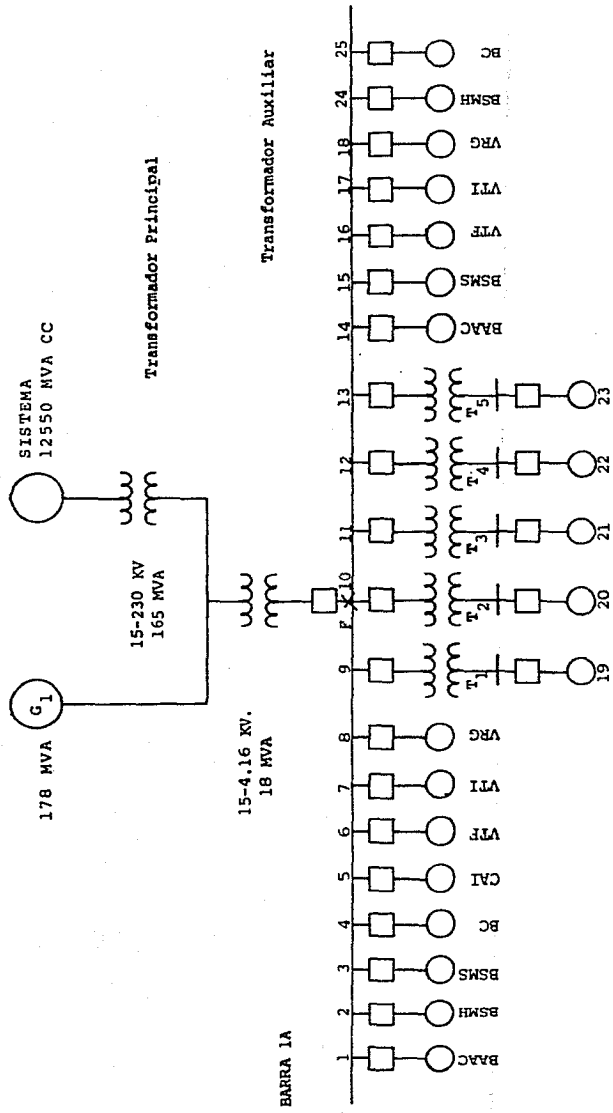 SISTEMA
12550 MVA CC
178 MVA
G1
Transformador Principal
15-230 KV
165 MVA
Transformador Auxiliar
15-4.16 KV.
18 MVA
BARRA 1A
F
1 2 3 4 5 6 7 8 9 10 11 12 13 14 15 16 17 18 24 25
T1 T2 T3 T4 T5
BAAC BSMH BSMS BC CAI VTF VTI VRG
BAAC BSMS VTF VTI VRG BSMH BC
19 20 21 22 23